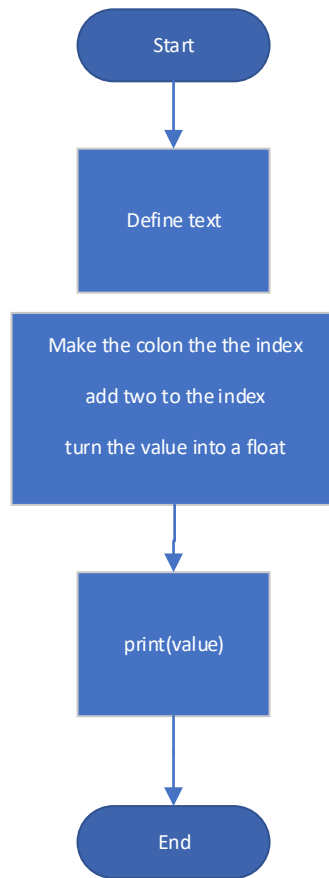 Start
Define text
Make the colon the the index
add two to the index
turn the value into a float
print(value)
End